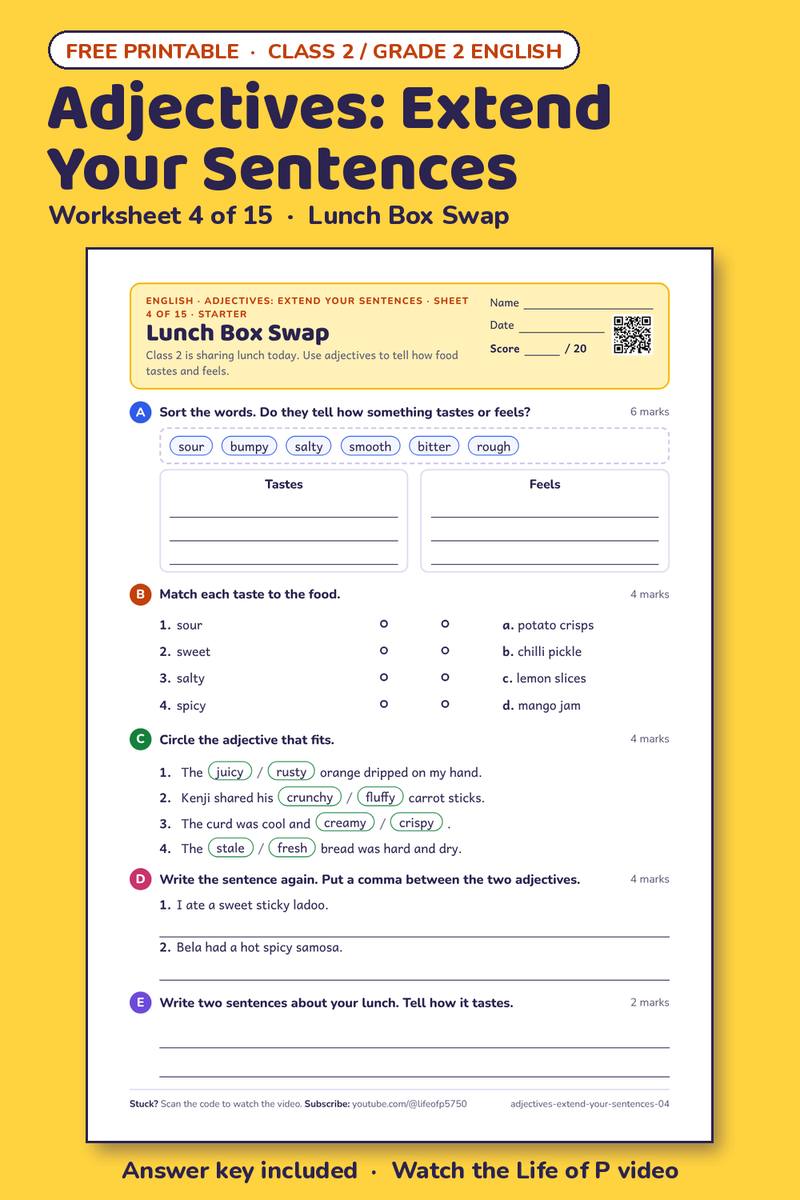 FREE PRINTABLE · CLASS 2 / GRADE 2 ENGLISH
Adjectives: Extend
Your Sentences
Worksheet 4 of 15 · Lunch Box Swap
ENGLISH · ADJECTIVES: EXTEND YOUR SENTENCES · SHEET
4 OF 15 · STARTER
Lunch Box Swap
Class 2 is sharing lunch today. Use adjectives to tell how food
tastes and feels.
Name
Date
Score / 20
A Sort the words. Do they tell how something tastes or feels? 6 marks
sour bumpy salty smooth bitter rough
Tastes Feels
B Match each taste to the food. 4 marks
1. sour a. potato crisps
2. sweet b. chilli pickle
3. salty c. lemon slices
4. spicy d. mango jam
C Circle the adjective that fits. 4 marks
1. The juicy / rusty orange dripped on my hand.
2. Kenji shared his crunchy / fluffy carrot sticks.
3. The curd was cool and creamy / crispy .
4. The stale / fresh bread was hard and dry.
D Write the sentence again. Put a comma between the two adjectives. 4 marks
1. I ate a sweet sticky ladoo.
2. Bela had a hot spicy samosa.
E Write two sentences about your lunch. Tell how it tastes. 2 marks
Stuck? Scan the code to watch the video. Subscribe: youtube.com/@lifeofp5750 adjectives-extend-your-sentences-04
Answer key included · Watch the Life of P video